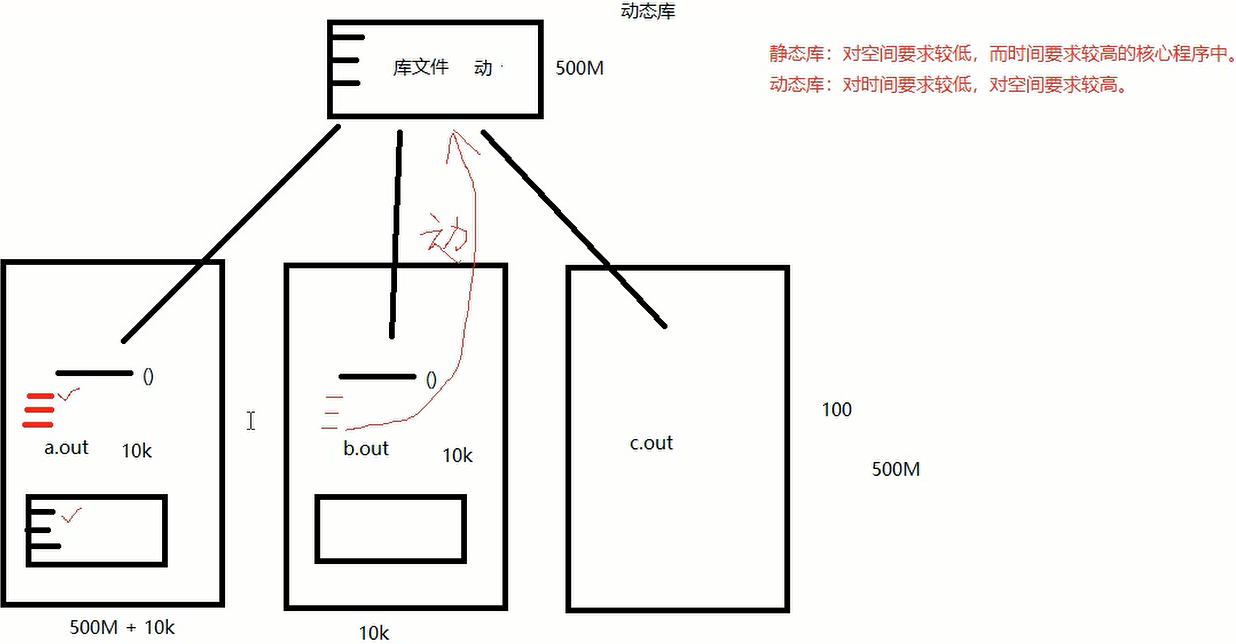 动态库
库文件 动
500M
静态库：对空间要求较低，而时间要求较高的核心程序中。
动态库：对时间要求较低，对空间要求较高。
动
()
()
a.out 10k
b.out 10k
c.out
100
500M
500M + 10k
10k